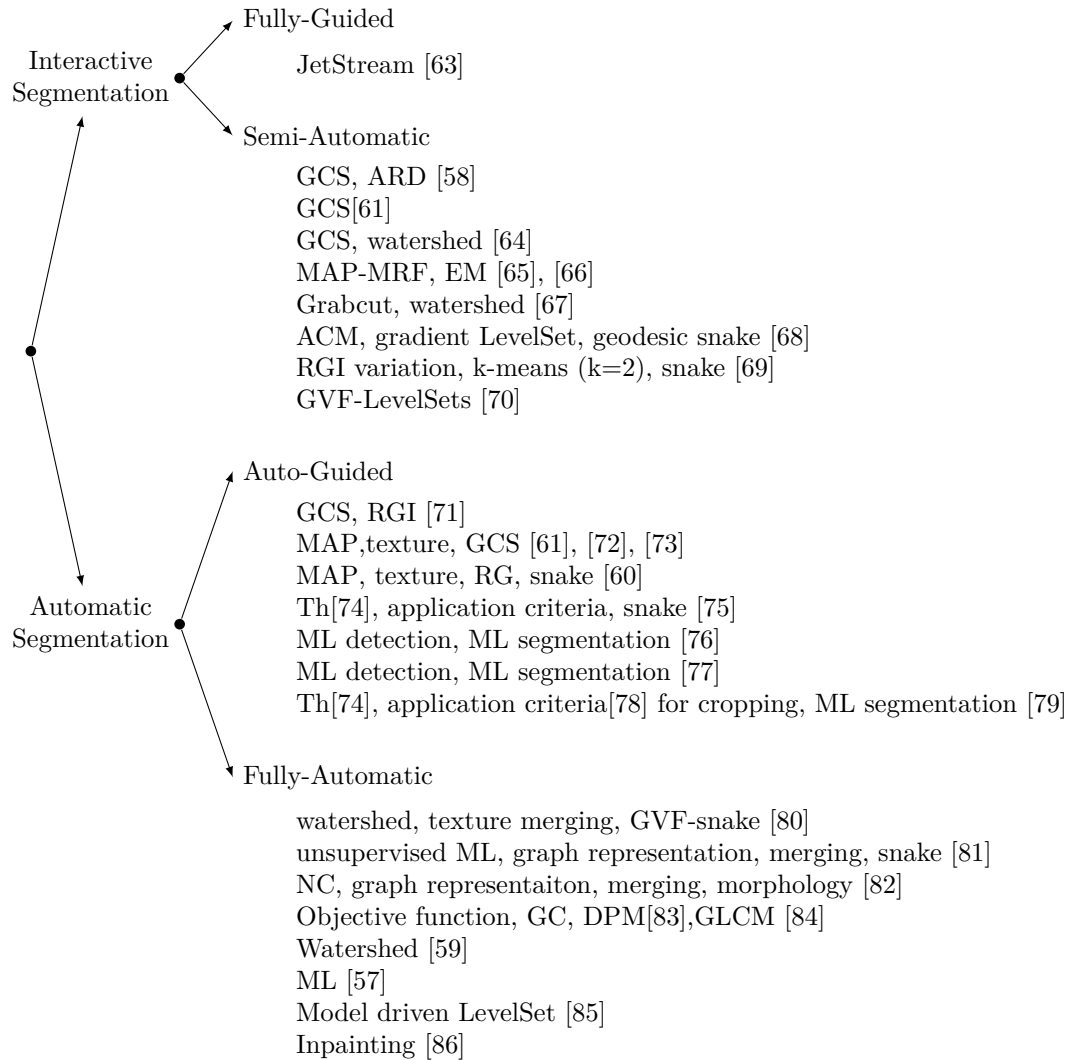 Interactive
Segmentation
Fully-Guided
JetStream [63]
Semi-Automatic
GCS, ARD [58]
GCS[61]
GCS, watershed [64]
MAP-MRF, EM [65], [66]
Grabcut, watershed [67]
ACM, gradient LevelSet, geodesic snake [68]
RGI variation, k-means (k=2), snake [69]
GVF-LevelSets [70]
Automatic
Segmentation
Auto-Guided
GCS, RGI [71]
MAP,texture, GCS [61], [72], [73]
MAP, texture, RG, snake [60]
Th[74], application criteria, snake [75]
ML detection, ML segmentation [76]
ML detection, ML segmentation [77]
Th[74], application criteria[78] for cropping, ML segmentation [79]
Fully-Automatic
watershed, texture merging, GVF-snake [80]
unsupervised ML, graph representation, merging, snake [81]
NC, graph representaiton, merging, morphology [82]
Objective function, GC, DPM[83],GLCM [84]
Watershed [59]
ML [57]
Model driven LevelSet [85]
Inpainting [86]